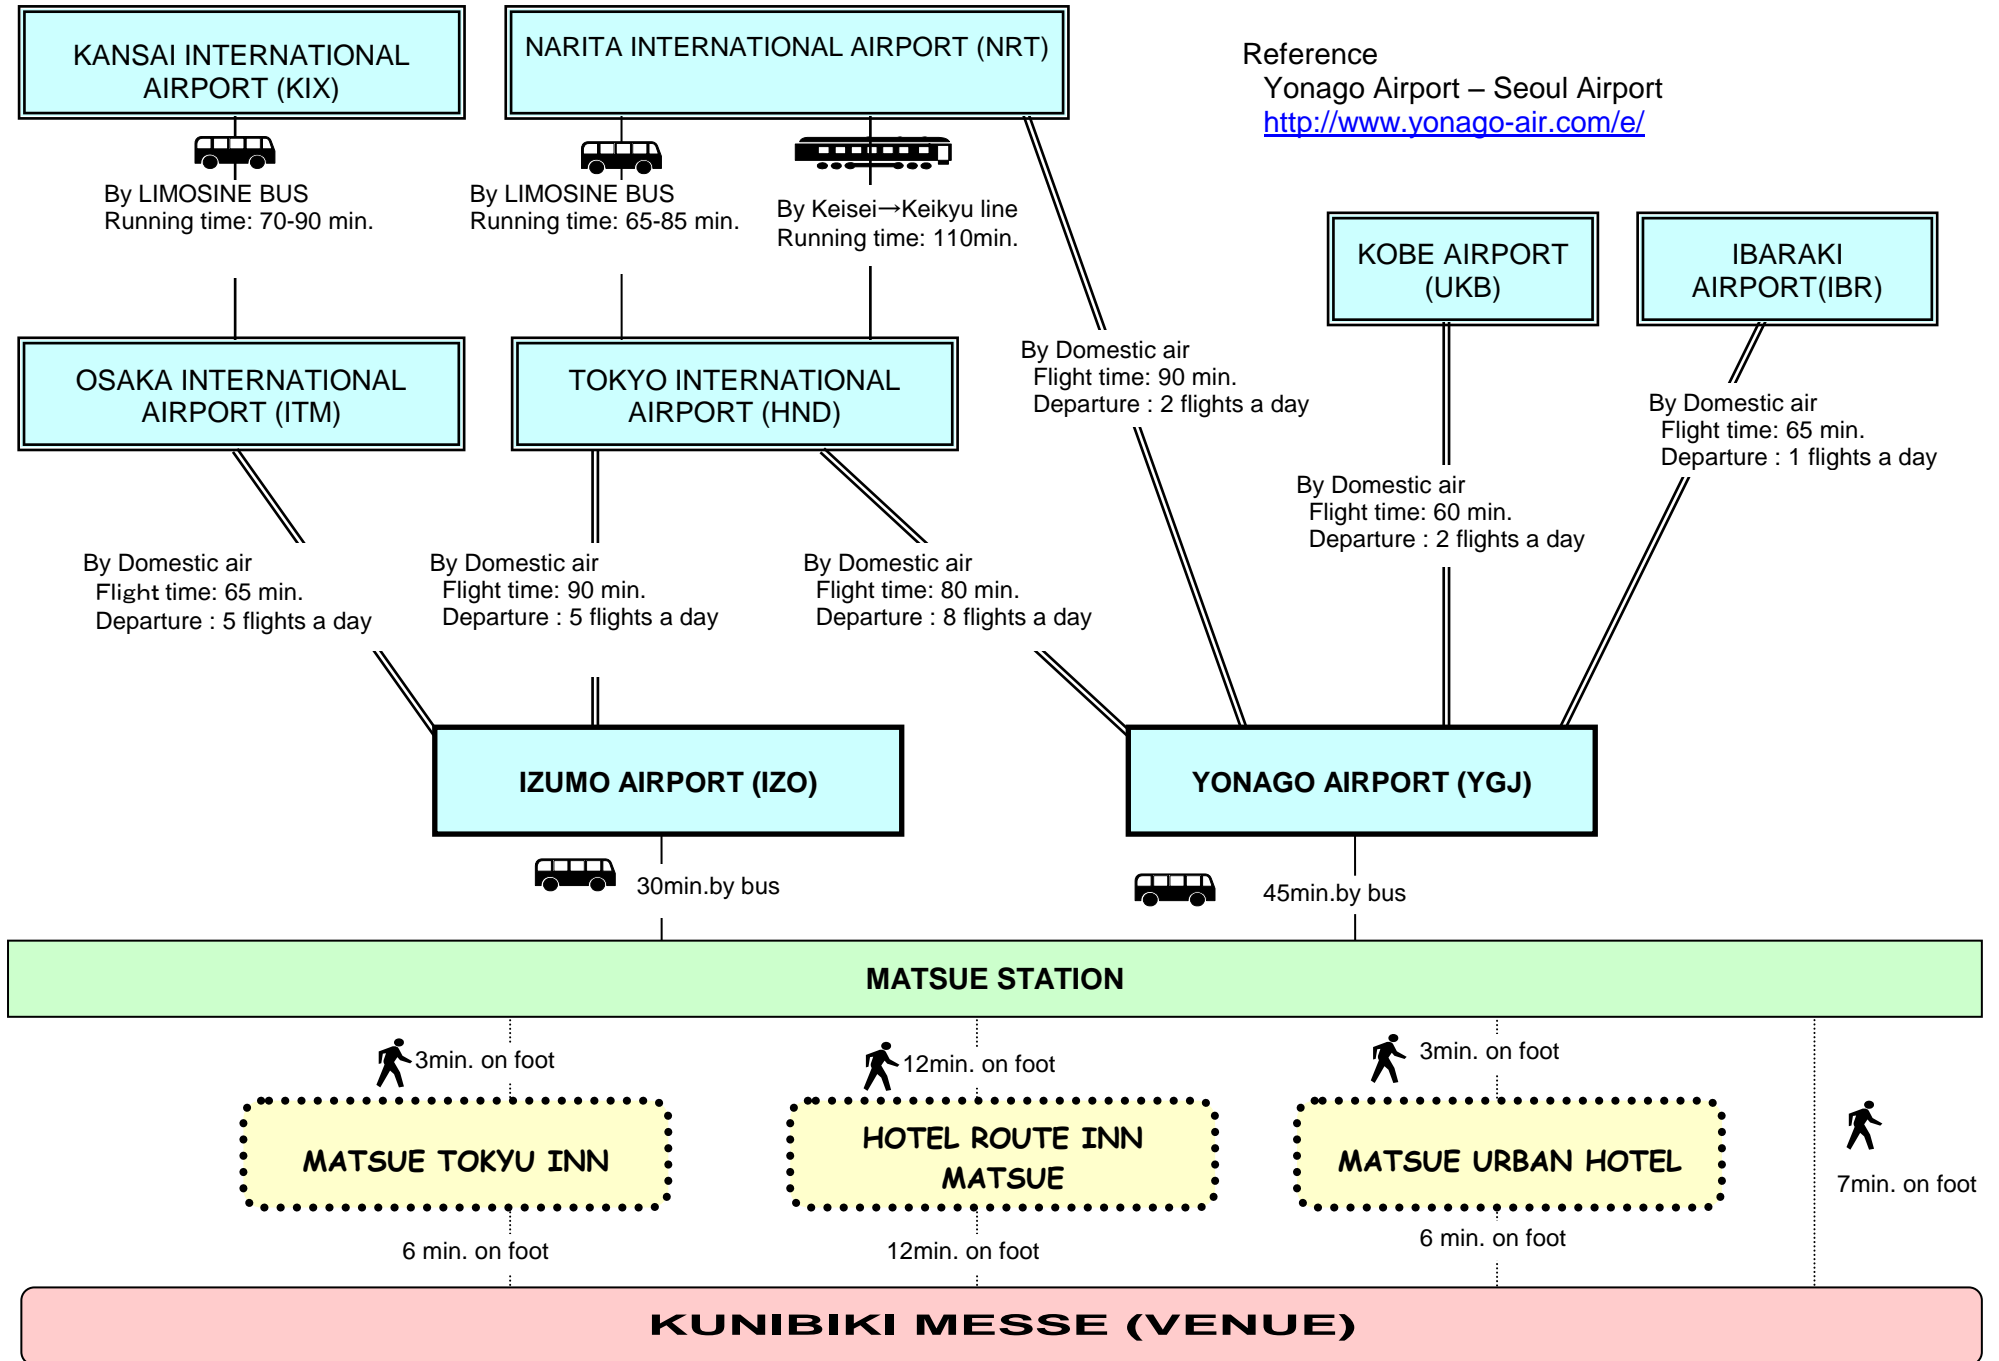 KANSAI INTERNATIONAL
AIRPORT (KIX)
NARITA INTERNATIONAL AIRPORT (NRT)
Reference
Yonago Airport – Seoul Airport
http://www.yonago-air.com/e/
By LIMOSINE BUS
Running time: 70-90 min.
By LIMOSINE BUS
Running time: 65-85 min.
By Keisei→Keikyu line
Running time: 110min.
KOBE AIRPORT
(UKB)
IBARAKI
AIRPORT(IBR)
OSAKA INTERNATIONAL
AIRPORT (ITM)
TOKYO INTERNATIONAL
AIRPORT (HND)
By Domestic air
Flight time: 90 min.
Departure : 2 flights a day
By Domestic air
Flight time: 65 min.
Departure : 1 flights a day
By Domestic air
Flight time: 60 min.
Departure : 2 flights a day
By Domestic air
Flight time: 65 min.
Departure : 5 flights a day
By Domestic air
Flight time: 90 min.
Departure : 5 flights a day
By Domestic air
Flight time: 80 min.
Departure : 8 flights a day
IZUMO AIRPORT (IZO)
YONAGO AIRPORT (YGJ)
30min.by bus
45min.by bus
MATSUE STATION
3min. on foot
12min. on foot
3min. on foot
MATSUE TOKYU INN
HOTEL ROUTE INN
MATSUE
MATSUE URBAN HOTEL
7min. on foot
6 min. on foot
12min. on foot
6 min. on foot
KUNIBIKI MESSE (VENUE)